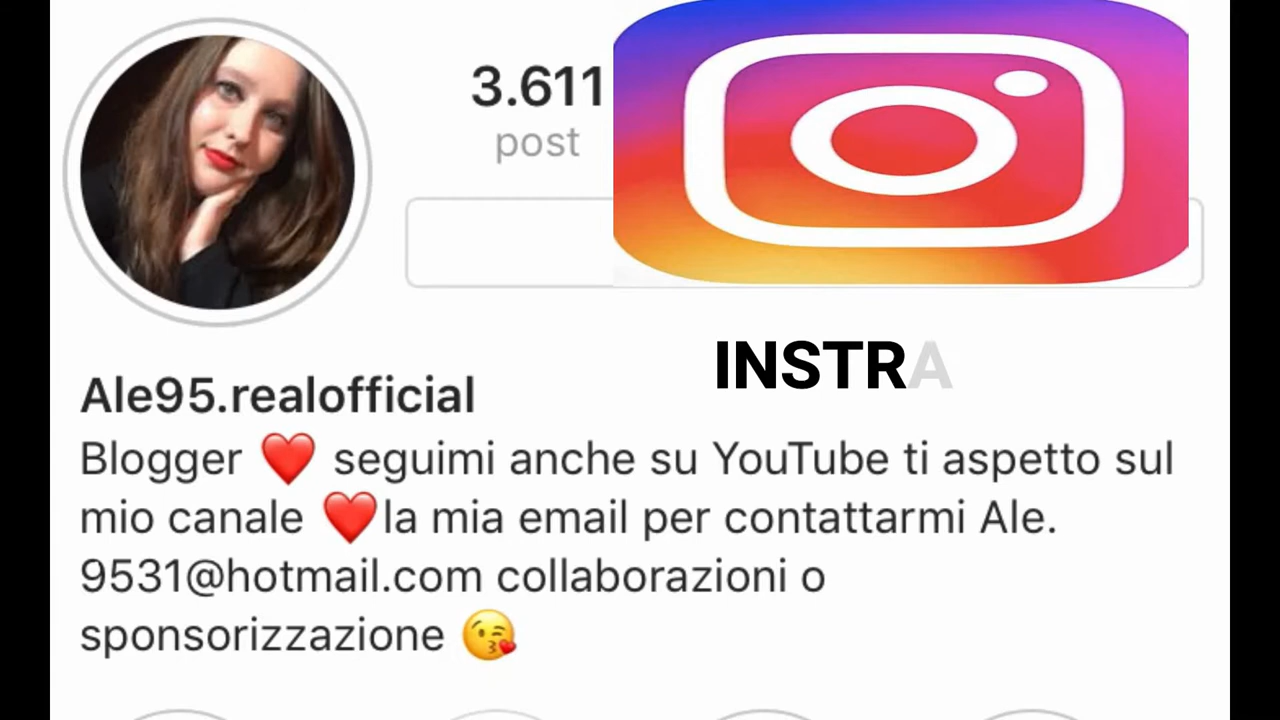 3.611
post
INSTRA
Ale95.realofficial
Blogger ❤️ seguimi anche su YouTube ti aspetto sul
mio canale ❤️la mia email per contattarmi Ale.
9531@hotmail.com collaborazioni o
sponsorizzazione 😘